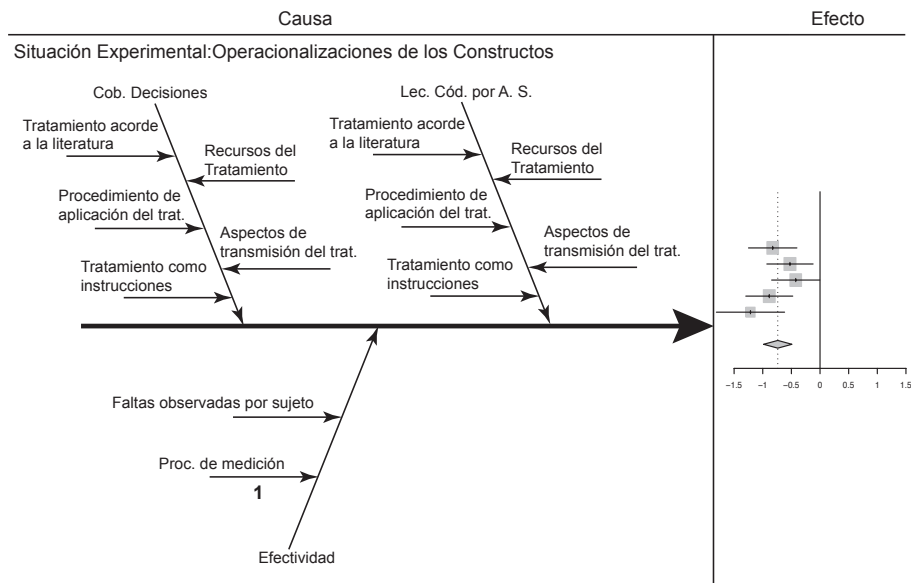 Causa
Efecto
Situación Experimental:Operacionalizaciones de los Constructos
Cob. Decisiones
Lec. Cód. por A. S.
Tratamiento acorde
a la literatura
Recursos del
Tratamiento
Procedimiento de
aplicación del trat.
Aspectos de
transmisión del trat.
Tratamiento como
instrucciones
Tratamiento acorde
a la literatura
Recursos del
Tratamiento
Procedimiento de
aplicación del trat.
Aspectos de
transmisión del trat.
Tratamiento como
instrucciones
−1.5 −1 −0.5 0 0.5 1 1.5
Faltas observadas por sujeto
Proc. de medición
1
Efectividad